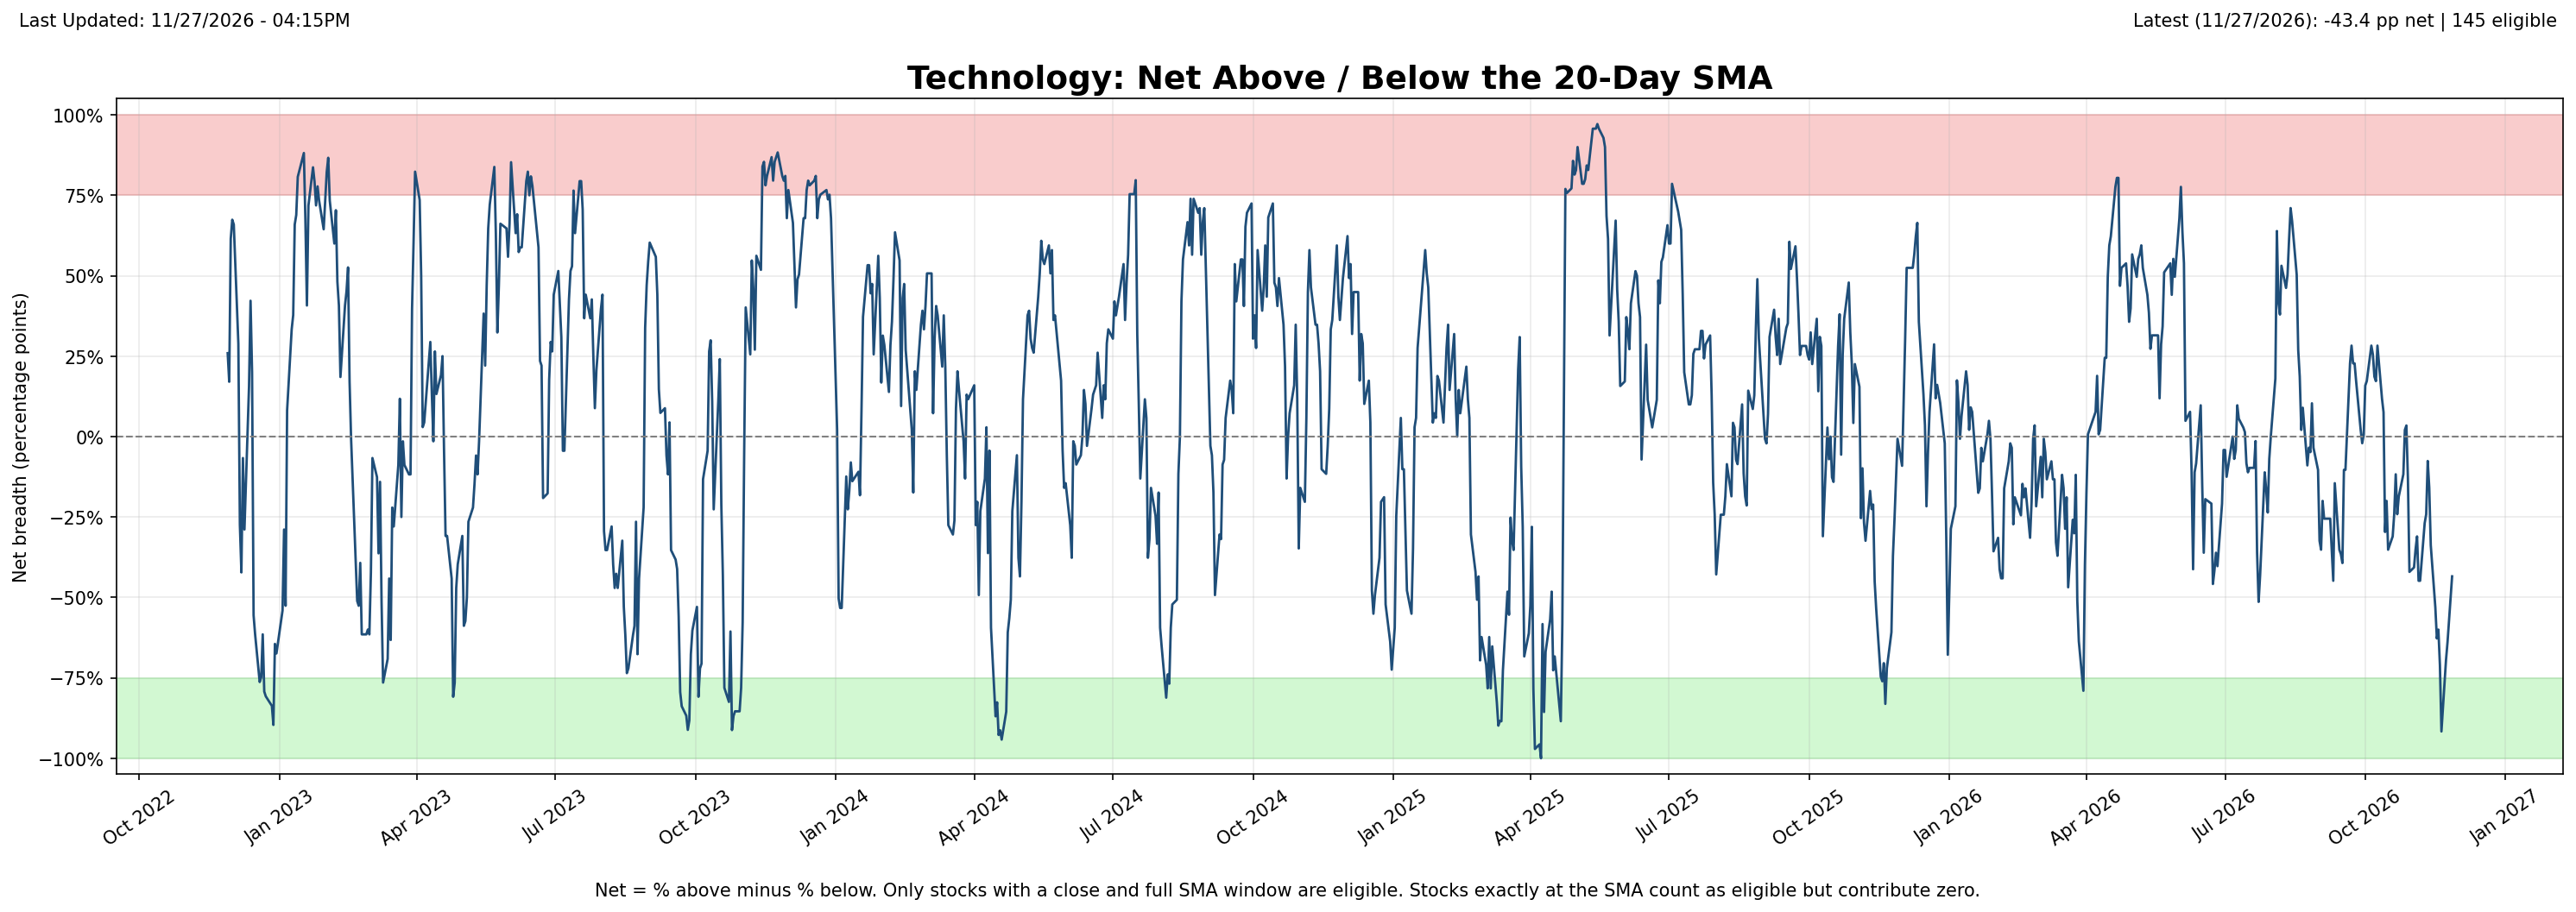 Last Updated: 11/27/2026 - 04:15PM
Latest (11/27/2026): -43.4 pp net | 145 eligible
Technology: Net Above / Below the 20-Day SMA
Net breadth (percentage points)
100%
75%
50%
25%
0%
−25%
−50%
−75%
−100%
Oct 2022
Jan 2023
Apr 2023
Jul 2023
Oct 2023
Jan 2024
Apr 2024
Jul 2024
Oct 2024
Jan 2025
Apr 2025
Jul 2025
Oct 2025
Jan 2026
Apr 2026
Jul 2026
Oct 2026
Jan 2027
Net = % above minus % below. Only stocks with a close and full SMA window are eligible. Stocks exactly at the SMA count as eligible but contribute zero.